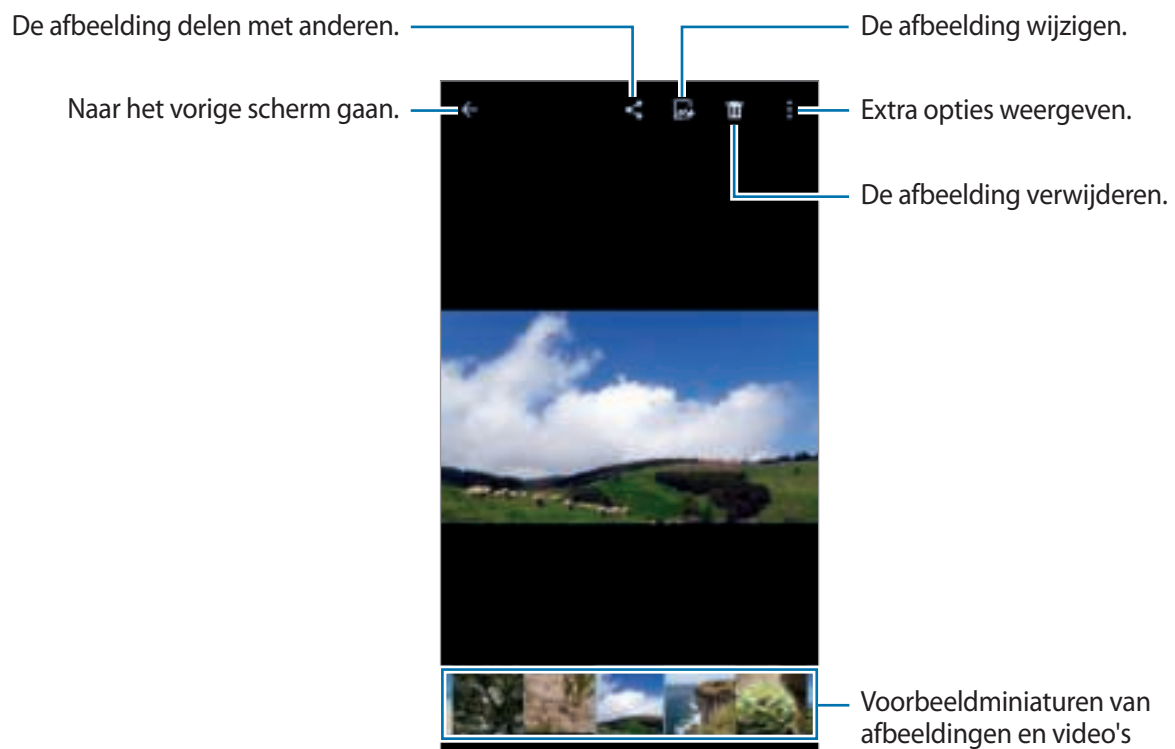 De afbeelding delen met anderen.
De afbeelding wijzigen.
Naar het vorige scherm gaan.
Extra opties weergeven.
De afbeelding verwijderen.
Voorbeeldminiaturen van
afbeeldingen en video's